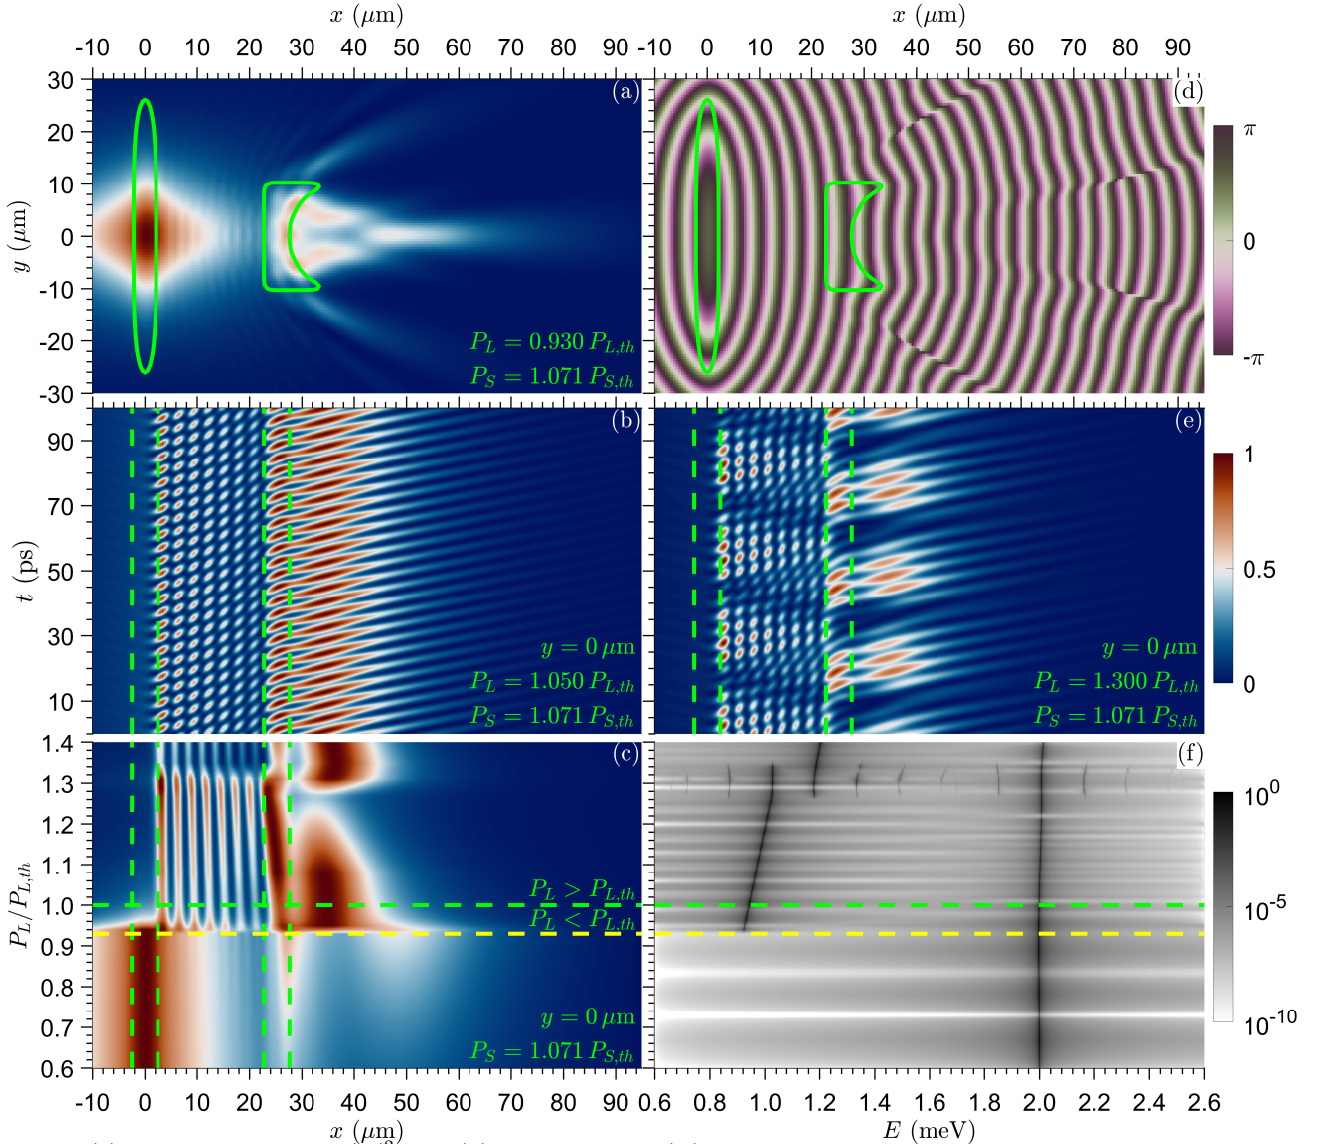 x (μm) x (μm)
-10 0 10 20 30 40 50 60 70 80 90 -10 0 10 20 30 40 50 60 70 80 90
30 20 10 0 -10 -20 -30
y (μm)
(a)
P_L = 0.930 P_{L,th}
P_S = 1.071 P_{S,th}
(d)
π
0
-π
90 70 50 30 10
t (ps)
(b)
y = 0 μm
P_L = 1.050 P_{L,th}
P_S = 1.071 P_{S,th}
(e)
y = 0 μm
P_L = 1.300 P_{L,th}
P_S = 1.071 P_{S,th}
1
0.5
0
1.4 1.3 1.2 1.1 1.0 0.9 0.8 0.7 0.6
P_L/P_{L,th}
(c)
P_L > P_{L,th}
P_L < P_{L,th}
y = 0 μm
P_S = 1.071 P_{S,th}
(f)
10^0
10^{-5}
10^{-10}
-10 0 10 20 30 40 50 60 70 80 90 0.6 0.8 1.0 1.2 1.4 1.6 1.8 2.0 2.2 2.4 2.6
x (μm) E (meV)